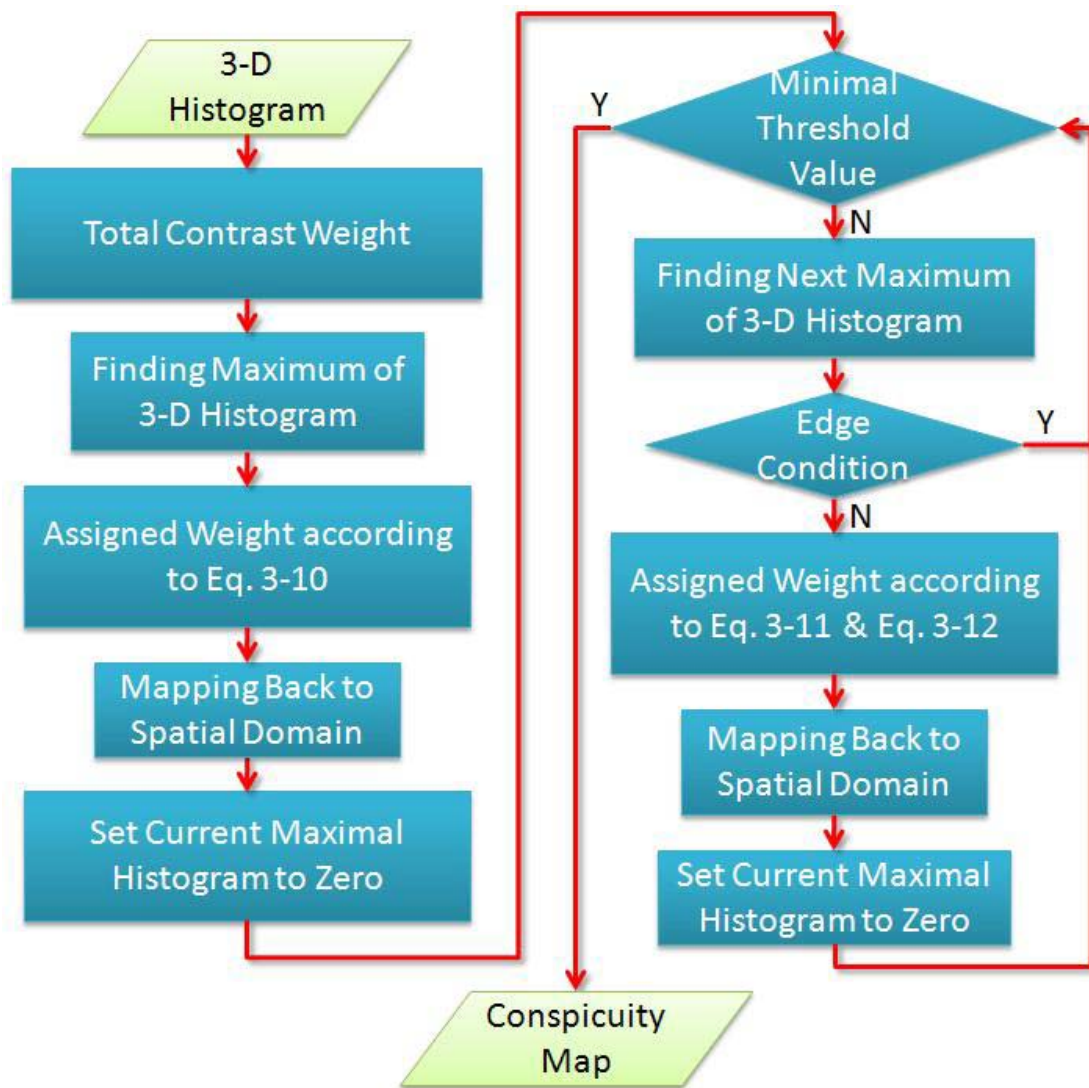 3-D
Histogram
Total Contrast Weight
Finding Maximum of
3-D Histogram
Assigned Weight according
to Eq. 3-10
Mapping Back to
Spatial Domain
Set Current Maximal
Histogram to Zero
Minimal
Threshold
Value
Y
N
Finding Next Maximum
of 3-D Histogram
Edge
Condition
Y
N
Assigned Weight according
to Eq. 3-11 & Eq. 3-12
Mapping Back to
Spatial Domain
Set Current Maximal
Histogram to Zero
Conspicuity
Map